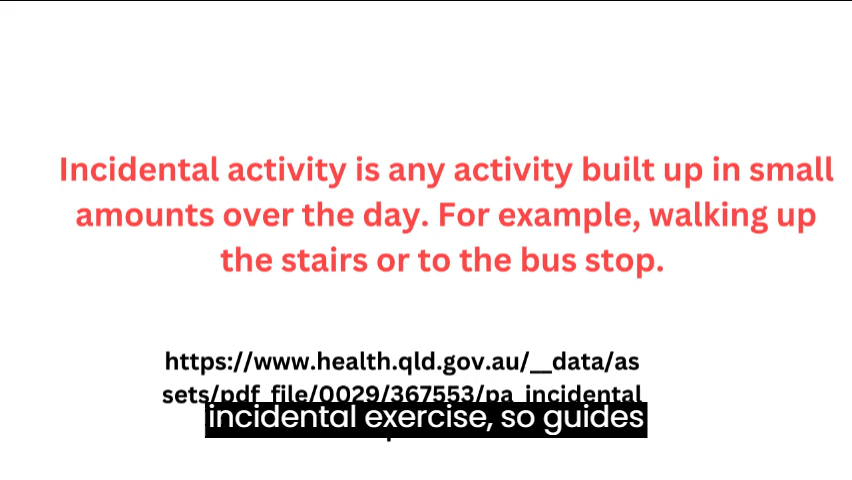 Incidental activity is any activity built up in small
amounts over the day. For example, walking up
the stairs or to the bus stop.
https://www.health.qld.gov.au/__data/as
sets/pdf_file/0029/367553/pa_incidental
incidental exercise, so guides